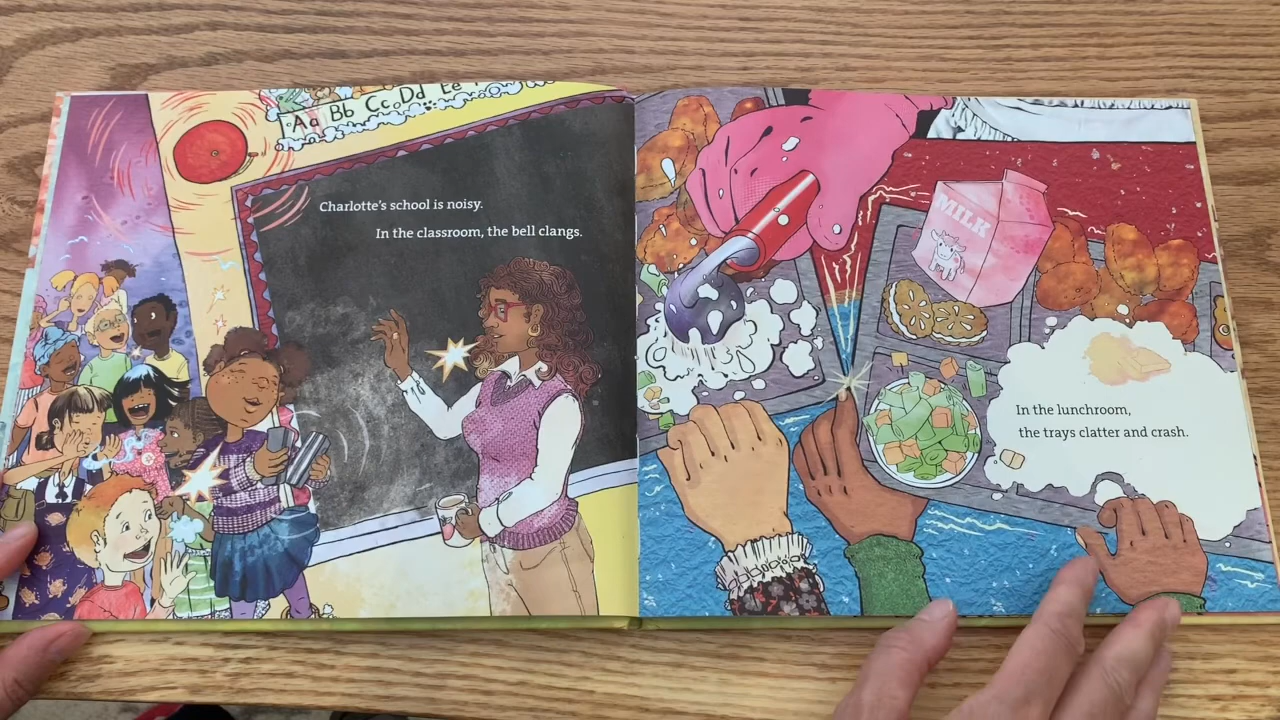 Aa Bb Cc Dd Ee
Charlotte's school is noisy.
In the classroom, the bell clangs.
MILK
In the lunchroom,
the trays clatter and crash.